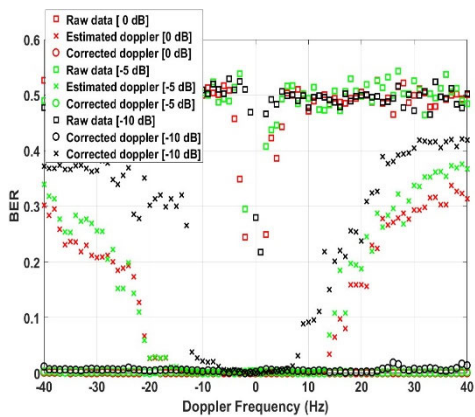 0.6
0.5
0.4
0.3
0.2
0.1
0
BER
Raw data [ 0 dB]
Estimated doppler [0 dB]
Corrected doppler [0 dB]
Raw data [-5 dB]
Estimated doppler [-5 dB]
Corrected doppler [-5 dB]
Raw data [-10 dB]
Corrected doppler [-10 dB]
Corrected doppler [-10 dB]
-40 -30 -20 -10 0 10 20 30 40
Doppler Frequency (Hz)